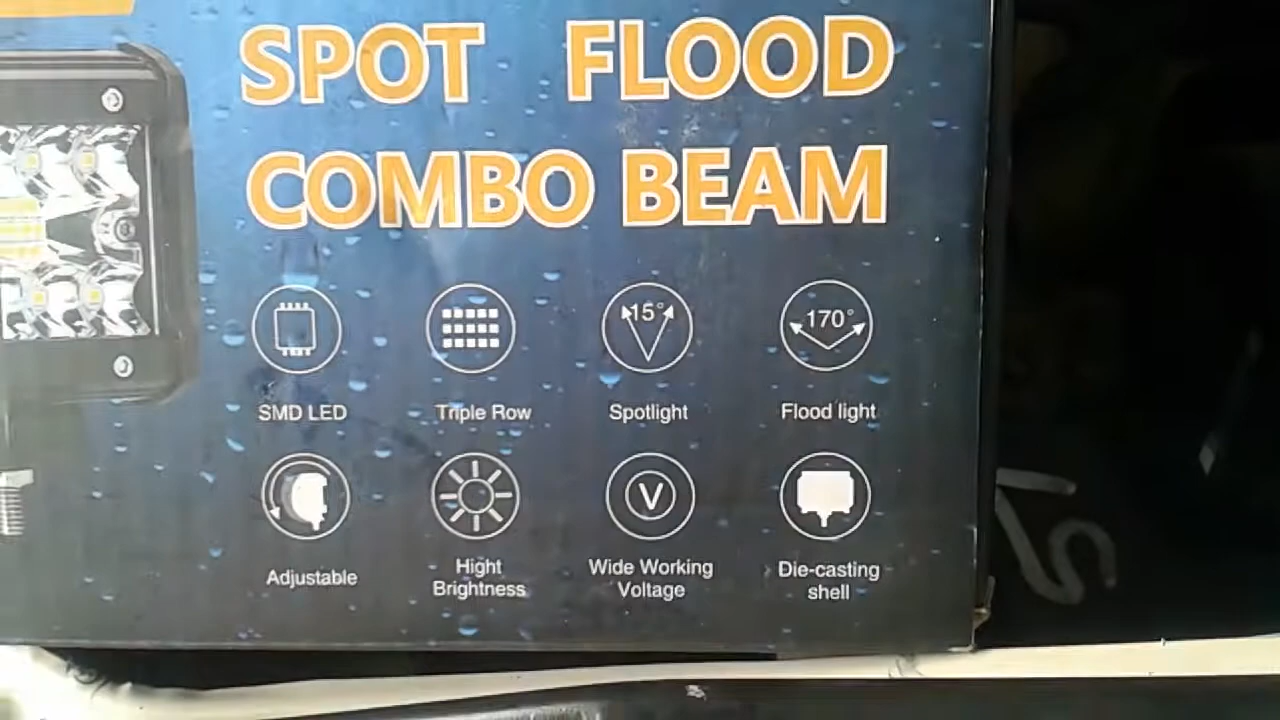 SPOT FLOOD
COMBO BEAM
15°
170°
SMD LED
Triple Row
Spotlight
Flood light
V
Adjustable
Hight
Brightness
Wide Working
Voltage
Die-casting
shell